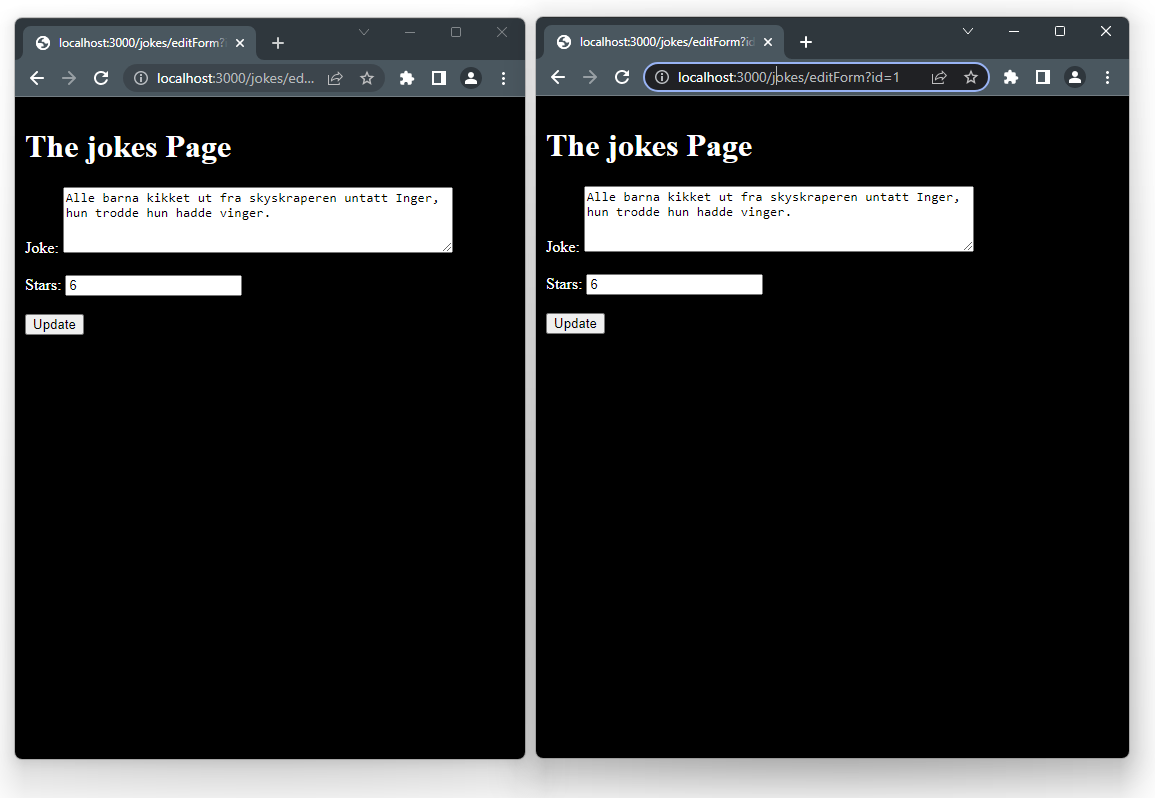 localhost:3000/jokes/editForm?i
localhost:3000/jokes/ed...
The jokes Page
Joke:
Alle barna kikket ut fra skyskraperen untatt Inger,
hun trodde hun hadde vinger.
Stars: 6
Update
localhost:3000/jokes/editForm?id
localhost:3000/jokes/editForm?id=1
The jokes Page
Joke:
Alle barna kikket ut fra skyskraperen untatt Inger,
hun trodde hun hadde vinger.
Stars: 6
Update